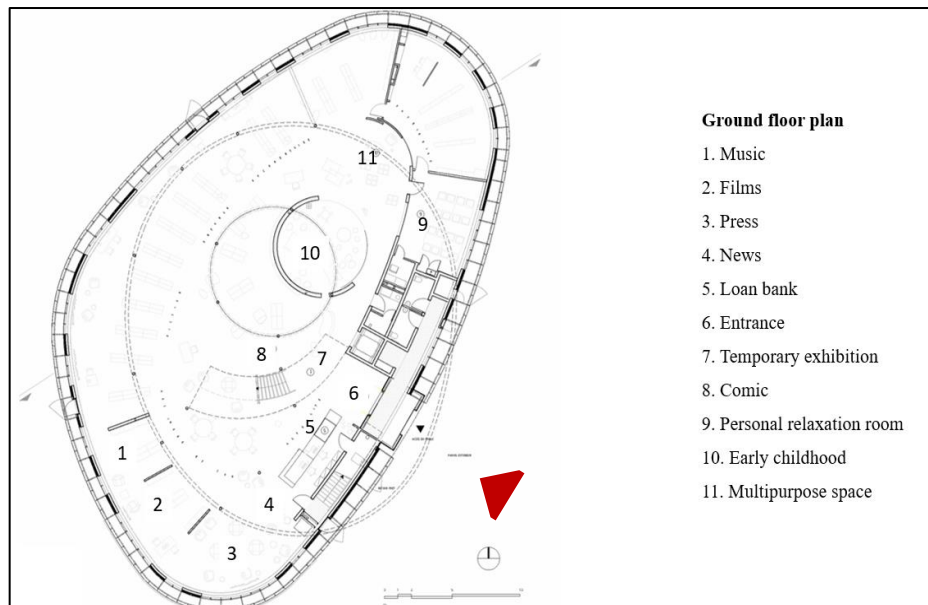 Ground floor plan
1. Music
2. Films
3. Press
4. News
5. Loan bank
6. Entrance
7. Temporary exhibition
8. Comic
9. Personal relaxation room
10. Early childhood
11. Multipurpose space
11
9
10
8
7
6
5
1
2
4
3